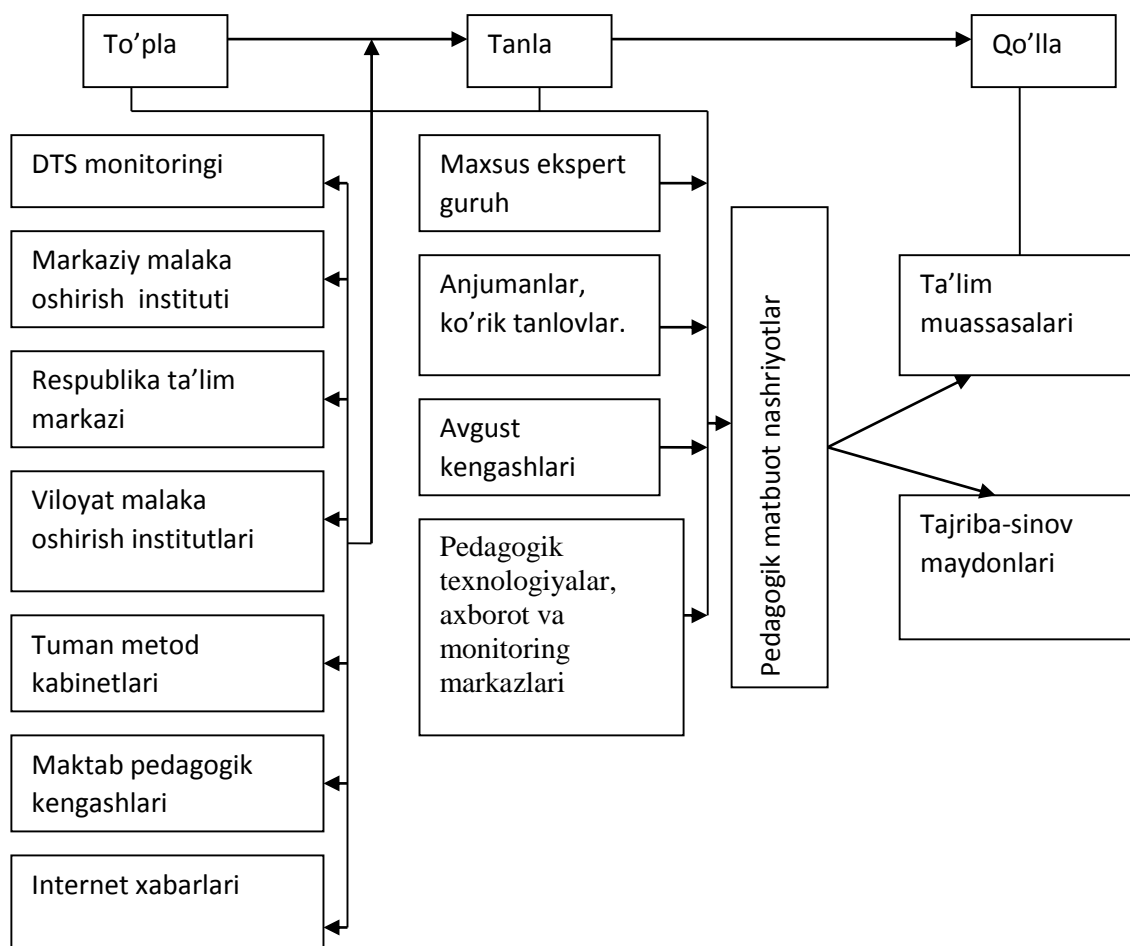 To’pla
Tanla
Qo’lla
DTS monitoringi
Markaziy malaka
oshirish instituti
Respublika ta’lim
markazi
Viloyat malaka
oshirish institutlari
Tuman metod
kabinetlari
Maktab pedagogik
kengashlari
Internet xabarlari
Maxsus ekspert
guruh
Anjumanlar,
ko’rik tanlovlar.
Avgust
kengashlari
Pedagogik
texnologiyalar,
axborot va
monitoring
markazlari
Pedagogik matbuot nashriyotlar
Ta’lim
muassasalari
Tajriba-sinov
maydonlari